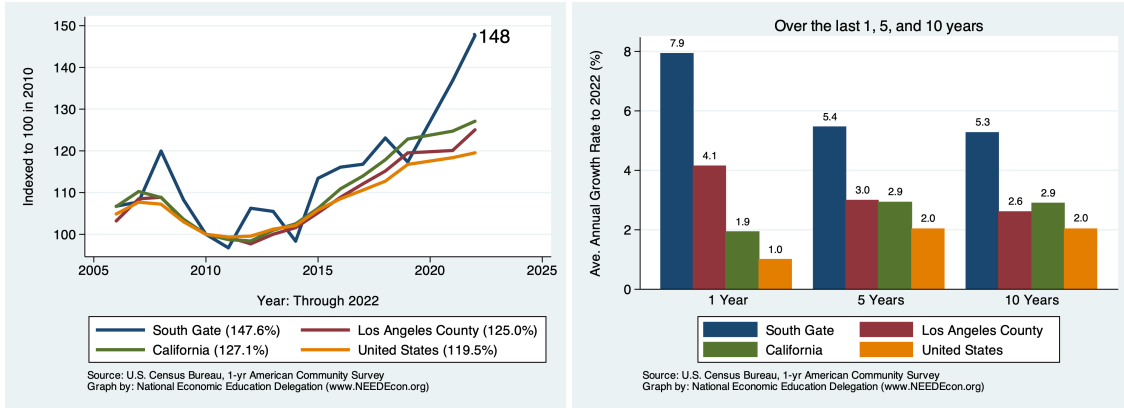 Indexed to 100 in 2010
150
140
130
120
110
100
148
2005
2010
2015
2020
2025
Year: Through 2022
South Gate (147.6%)
Los Angeles County (125.0%)
California (127.1%)
United States (119.5%)
Source: U.S. Census Bureau, 1-yr American Community Survey
Graph by: National Economic Education Delegation (www.NEEDEcon.org)
Over the last 1, 5, and 10 years
Ave. Annual Growth Rate to 2022 (%)
8
6
4
2
0
7.9
4.1
1.9
1.0
5.4
3.0
2.9
2.0
5.3
2.6
2.9
2.0
1 Year
5 Years
10 Years
South Gate
Los Angeles County
California
United States
Source: U.S. Census Bureau, 1-yr American Community Survey
Graph by: National Economic Education Delegation (www.NEEDEcon.org)